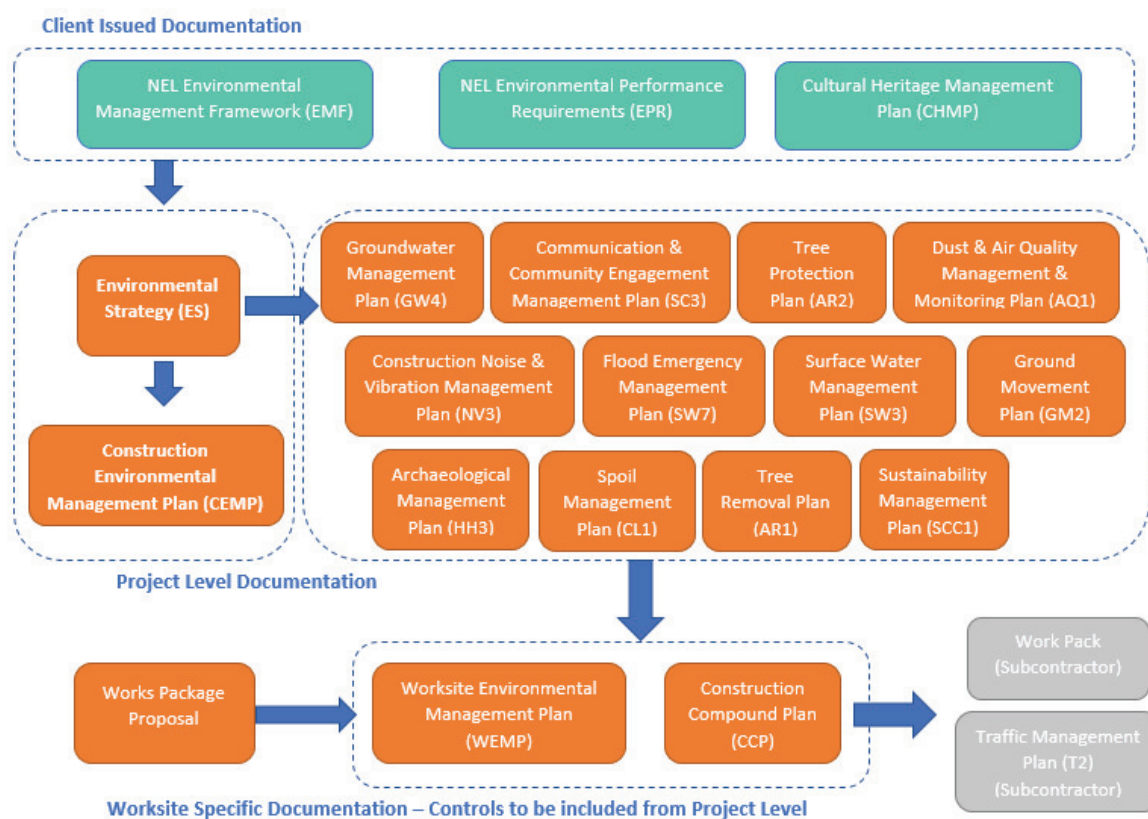 Client Issued Documentation
NEL Environmental
Management Framework (EMF)
NEL Environmental Performance
Requirements (EPR)
Cultural Heritage Management
Plan (CHMP)
Environmental
Strategy (ES)
Construction
Environmental
Management Plan (CEMP)
Groundwater
Management
Plan (GW4)
Communication &
Community Engagement
Management Plan (SC3)
Tree
Protection
Plan (AR2)
Dust & Air Quality
Management &
Monitoring Plan (AQ1)
Construction Noise &
Vibration Management
Plan (NV3)
Flood Emergency
Management
Plan (SW7)
Surface Water
Management
Plan (SW3)
Ground
Movement
Plan (GM2)
Archaeological
Management
Plan (HH3)
Spoil
Management
Plan (CL1)
Tree
Removal Plan
(AR1)
Sustainability
Management
Plan (SCC1)
Project Level Documentation
Works Package
Proposal
Worksite Environmental
Management Plan
(WEMP)
Construction
Compound Plan
(CCP)
Work Pack
(Subcontractor)
Traffic Management
Plan (T2)
(Subcontractor)
Worksite Specific Documentation – Controls to be included from Project Level